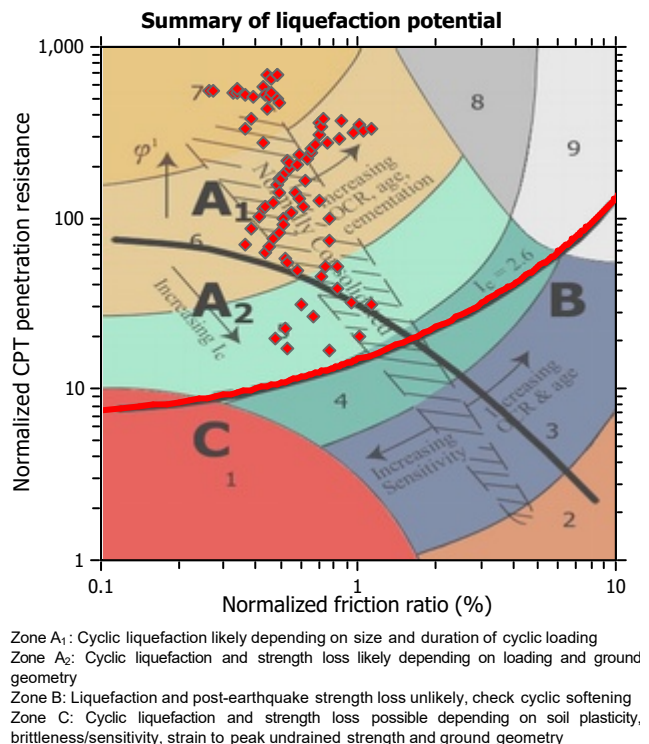 Summary of liquefaction potential
Normalized CPT penetration resistance
1,000
100
10
1
0.1
1
10
Normalized friction ratio (%)
7
8
9
φ¹
A1
6
A2
Normally Consolidated
Increasing
OCR, age,
cementation
Increasing Ic
Ic = 2.6
B
C
1
4
Increasing
OCR & age
3
Increasing
Sensitivity
2
Zone A1: Cyclic liquefaction likely depending on size and duration of cyclic loading
Zone A2: Cyclic liquefaction and strength loss likely depending on loading and ground
geometry
Zone B: Liquefaction and post-earthquake strength loss unlikely, check cyclic softening
Zone C: Cyclic liquefaction and strength loss possible depending on soil plasticity,
brittleness/sensitivity, strain to peak undrained strength and ground geometry